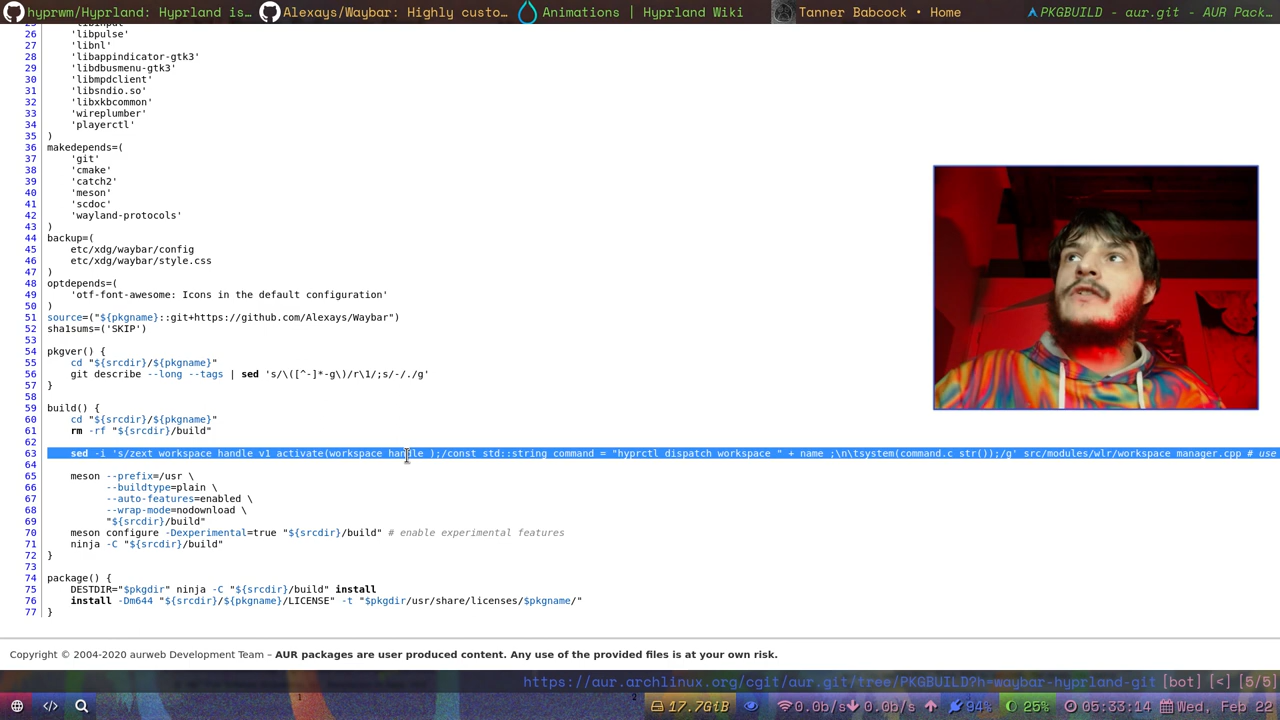 hyprwm/Hyprland: Hyprland is… Alexays/Waybar: Highly custo… Animations | Hyprland Wiki Tanner Babcock • Home PKGBUILD - aur.git - AUR Pack…
26 'libpulse'
27 'libnl'
28 'libappindicator-gtk3'
29 'libdbusmenu-gtk3'
30 'libmpdclient'
31 'libsndio.so'
32 'libxkbcommon'
33 'wireplumber'
34 'playerctl'
35 )
36 makedepends=(
37 'git'
38 'cmake'
39 'catch2'
40 'meson'
41 'scdoc'
42 'wayland-protocols'
43 )
44 backup=(
45 etc/xdg/waybar/config
46 etc/xdg/waybar/style.css
47 )
48 optdepends=(
49 'otf-font-awesome: Icons in the default configuration'
50 )
51 source=("${pkgname}::git+https://github.com/Alexays/Waybar")
52 sha1sums=('SKIP')
53
54 pkgver() {
55 cd "${srcdir}/${pkgname}"
56 git describe --long --tags | sed 's/\([^-]*-g\)/r\1/;s/-/./g'
57 }
58
59 build() {
60 cd "${srcdir}/${pkgname}"
61 rm -rf "${srcdir}/build"
62
63 sed -i 's/zext_workspace_handle_v1_activate(workspace_handle_);/const std::string command = "hyprctl dispatch workspace " + name_;\n\tsystem(command.c_str());/g' src/modules/wlr/workspace_manager.cpp # use
64
65 meson --prefix=/usr \
66 --buildtype=plain \
67 --auto-features=enabled \
68 --wrap-mode=nodownload \
69 "${srcdir}/build"
70 meson configure -Dexperimental=true "${srcdir}/build" # enable experimental features
71 ninja -C "${srcdir}/build"
72 }
73
74 package() {
75 DESTDIR="$pkgdir" ninja -C "${srcdir}/build" install
76 install -Dm644 "${srcdir}/${pkgname}/LICENSE" -t "$pkgdir/usr/share/licenses/$pkgname/"
77 }
Copyright © 2004-2020 aurweb Development Team – AUR packages are user produced content. Any use of the provided files is at your own risk.
https://aur.archlinux.org/cgit/aur.git/tree/PKGBUILD?h=waybar-hyprland-git [bot] [<] [5/5]
1 2 17.7GiB 0.0b/s 0.0b/s 94% 25% 05:33:14 Wed, Feb 22